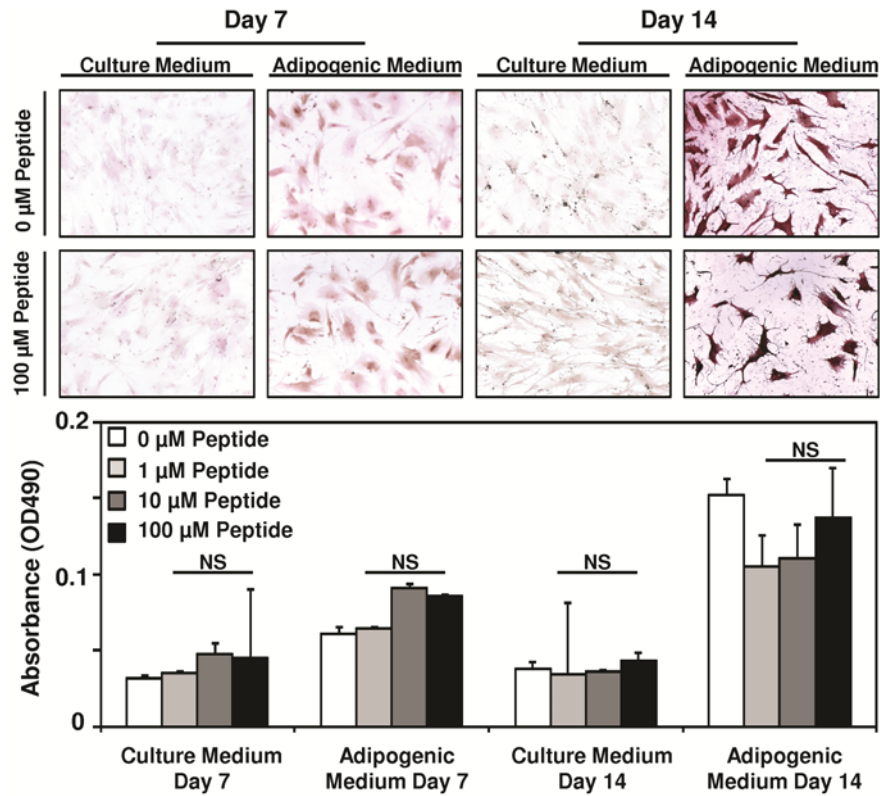 Day 7
Day 14
Culture Medium
Adipogenic Medium
Culture Medium
Adipogenic Medium
0 µM Peptide
100 µM Peptide
0.2
0.1
0
Absorbance (OD490)
0 µM Peptide
1 µM Peptide
10 µM Peptide
100 µM Peptide
NS
NS
NS
NS
Culture Medium
Day 7
Adipogenic
Medium Day 7
Culture Medium
Day 14
Adipogenic
Medium Day 14